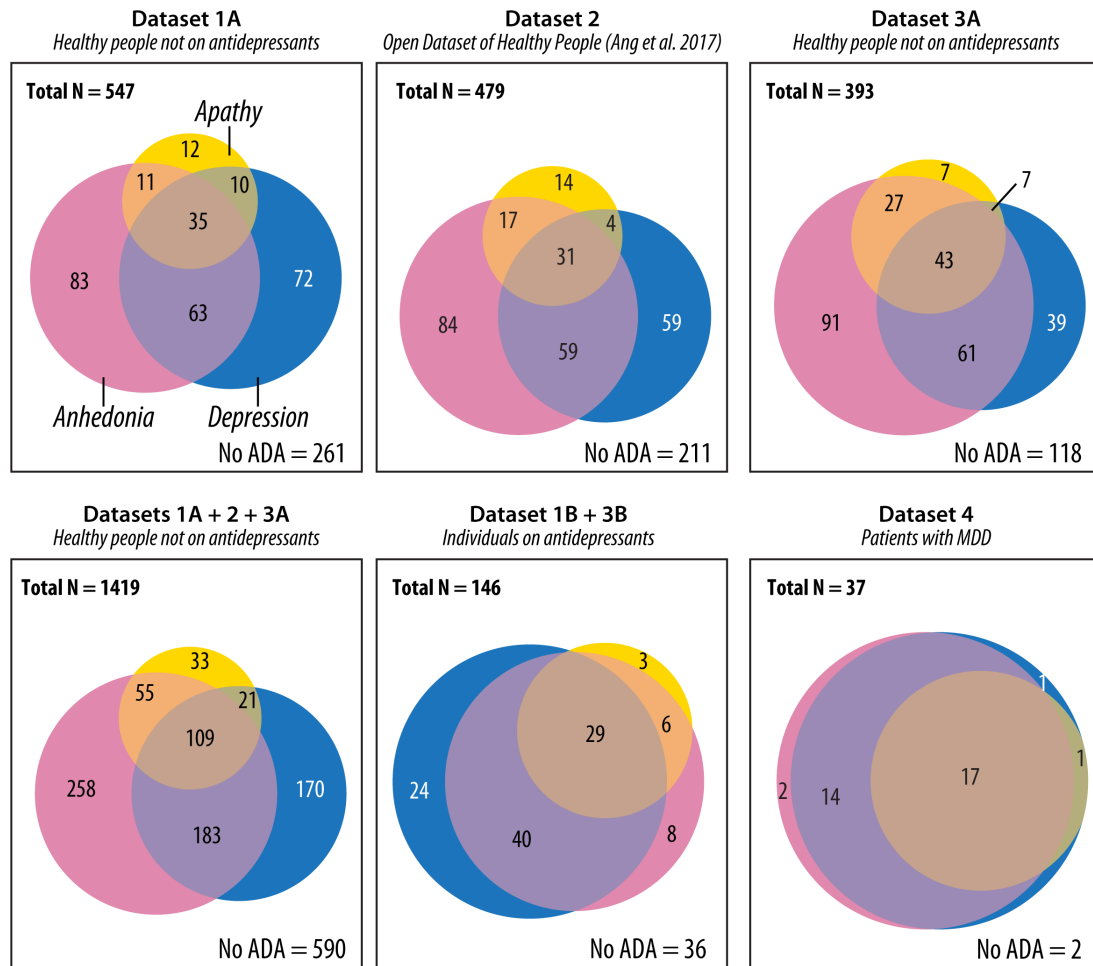 Dataset 1A
Healthy people not on antidepressants
Total N = 547
Apathy
12
11
10
35
83
72
63
Anhedonia
Depression
No ADA = 261
Dataset 2
Open Dataset of Healthy People (Ang et al. 2017)
Total N = 479
14
17
4
31
84
59
59
No ADA = 211
Dataset 3A
Healthy people not on antidepressants
Total N = 393
7
7
27
43
91
39
61
No ADA = 118
Datasets 1A + 2 + 3A
Healthy people not on antidepressants
Total N = 1419
33
55
21
109
258
170
183
No ADA = 590
Dataset 1B + 3B
Individuals on antidepressants
Total N = 146
3
6
29
24
40
8
No ADA = 36
Dataset 4
Patients with MDD
Total N = 37
1
1
17
2
14
No ADA = 2